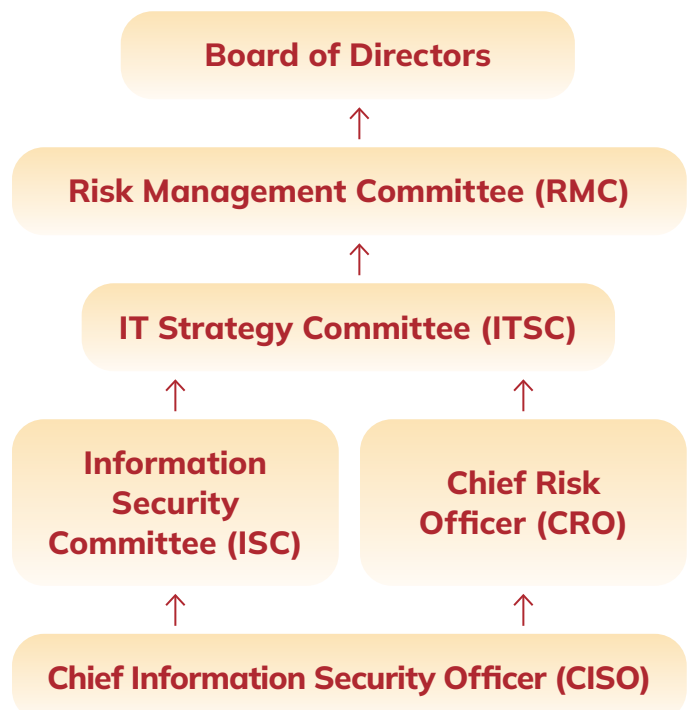 Board of Directors
Risk Management Committee (RMC)
IT Strategy Committee (ITSC)
Information
Security
Committee (ISC)
Chief Risk
Officer (CRO)
Chief Information Security Officer (CISO)